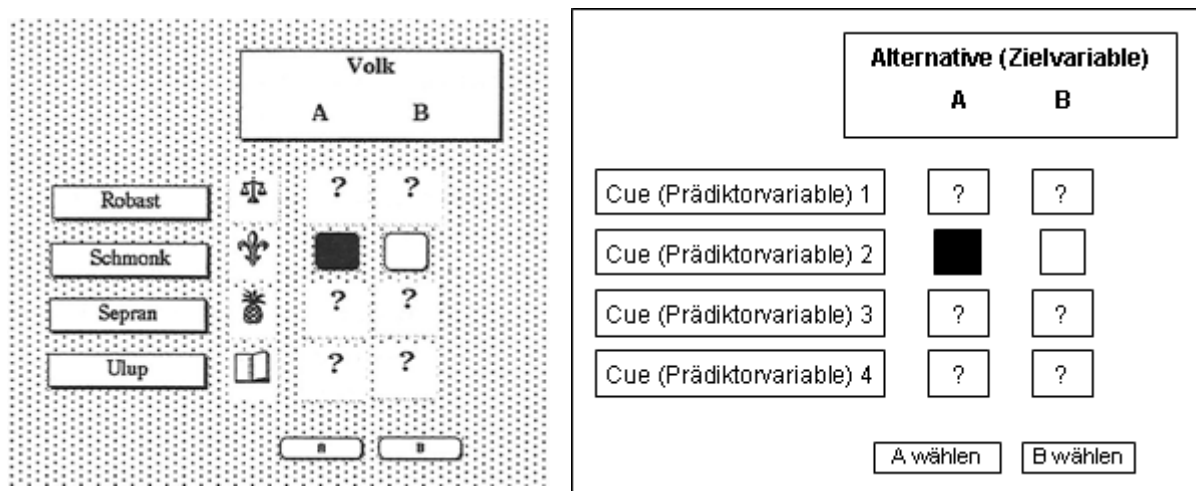 Volk
A B
Robast ? ?
Schmonk
Sepran ? ?
Ulup ? ?
A B
Alternative (Zielvariable)
A B
Cue (Prädiktorvariable) 1 ? ?
Cue (Prädiktorvariable) 2
Cue (Prädiktorvariable) 3 ? ?
Cue (Prädiktorvariable) 4 ? ?
A wählen B wählen